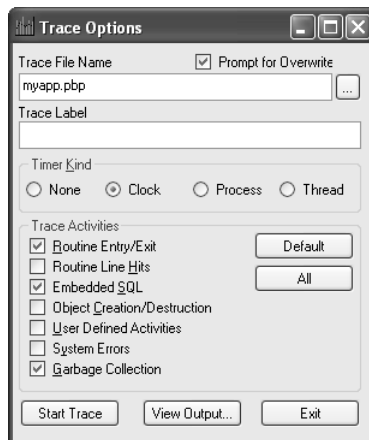 Trace Options
Trace File Name Prompt for Overwrite
myapp.pbp ...
Trace Label
Timer Kind
None Clock Process Thread
Trace Activities
Routine Entry/Exit Default
Routine Line Hits
Embedded SQL All
Object Creation/Destruction
User Defined Activities
System Errors
Garbage Collection
Start Trace View Output... Exit